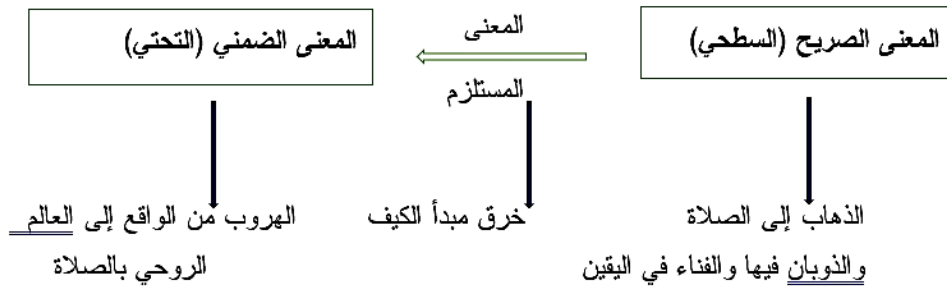 المعنى الصريح (السطحي)
المعنى
المستلزم
المعنى الضمني (التحتي)
الذهاب إلى الصلاة
والذوبان فيها والفناء في اليقين
خرق مبدأ الكيف
الهروب من الواقع إلى العالم
الروحي بالصلاة